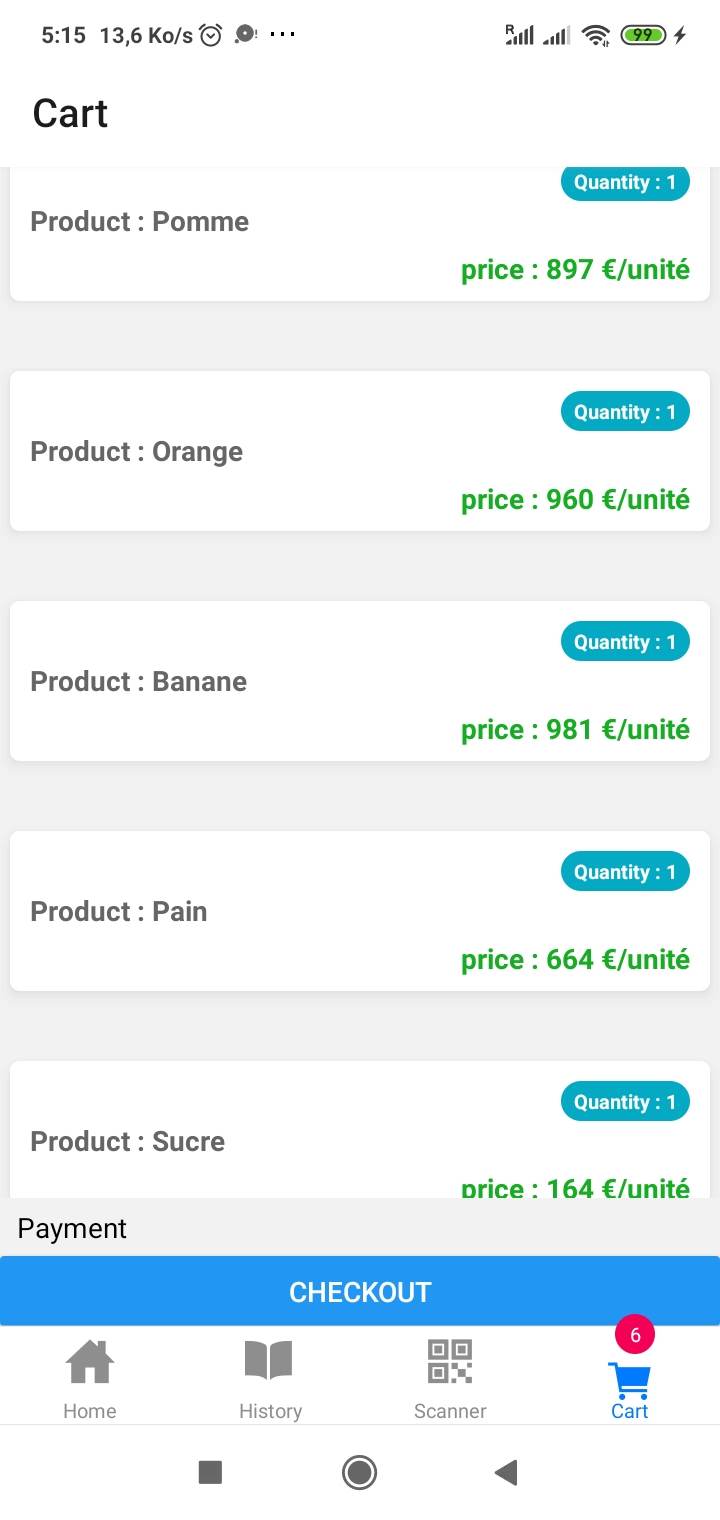 5:15 13,6 Ko/s ... R 99
Cart
Quantity : 1
Product : Pomme
price : 897 €/unité
Quantity : 1
Product : Orange
price : 960 €/unité
Quantity : 1
Product : Banane
price : 981 €/unité
Quantity : 1
Product : Pain
price : 664 €/unité
Quantity : 1
Product : Sucre
price : 164 €/unité
Payment
CHECKOUT
6
Home History Scanner Cart